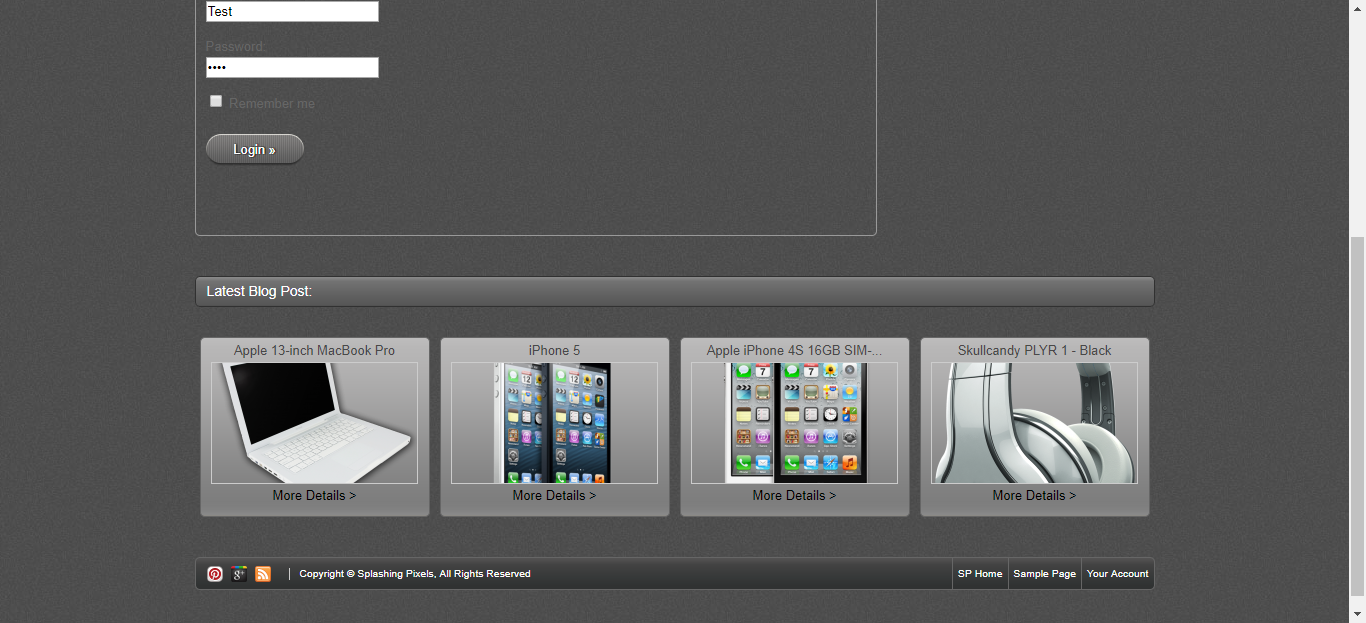 Test
Password:
••••
Remember me
Login »
Latest Blog Post:
Apple 13-inch MacBook Pro
iPhone 5
Apple iPhone 4S 16GB SIM-...
Skullcandy PLYR 1 - Black
More Details >
More Details >
More Details >
More Details >
| Copyright © Splashing Pixels, All Rights Reserved
SP Home
Sample Page
Your Account